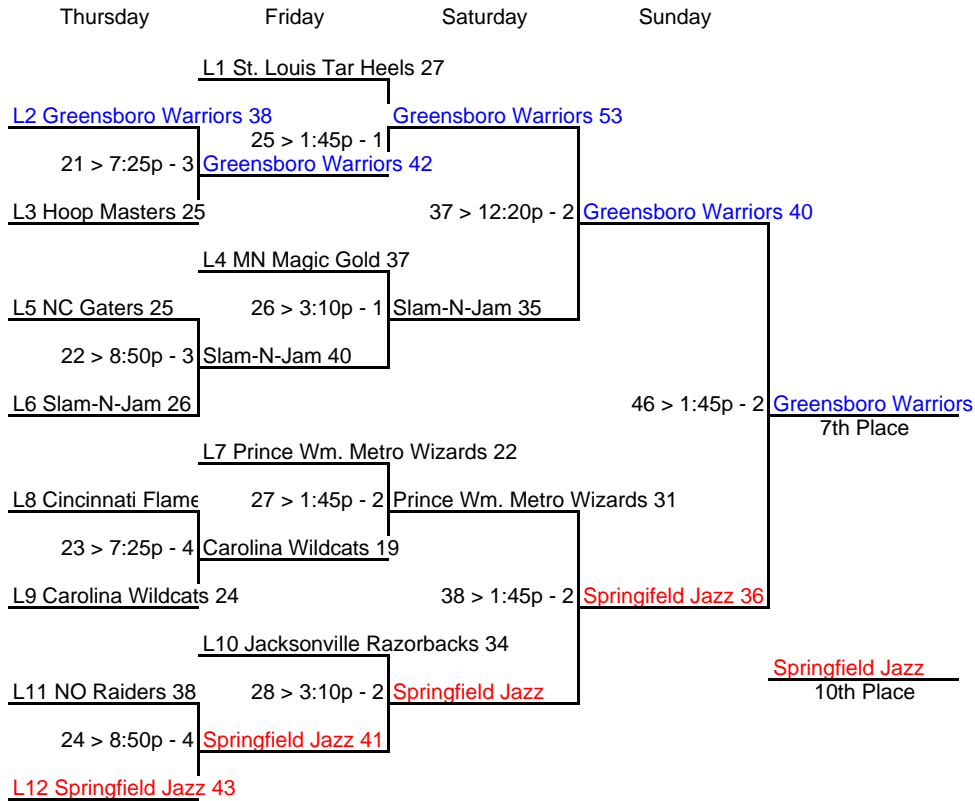 Thursday Friday Saturday Sunday
L1 St. Louis Tar Heels 27
L2 Greensboro Warriors 38
Greensboro Warriors 53
25 > 1:45p - 1
21 > 7:25p - 3
Greensboro Warriors 42
L3 Hoop Masters 25
37 > 12:20p - 2
Greensboro Warriors 40
L4 MN Magic Gold 37
L5 NC Gaters 25
26 > 3:10p - 1
Slam-N-Jam 35
22 > 8:50p - 3
Slam-N-Jam 40
L6 Slam-N-Jam 26
46 > 1:45p - 2
Greensboro Warriors
7th Place
L7 Prince Wm. Metro Wizards 22
L8 Cincinnati Flame
27 > 1:45p - 2
Prince Wm. Metro Wizards 31
23 > 7:25p - 4
Carolina Wildcats 19
L9 Carolina Wildcats 24
38 > 1:45p - 2
Springifeld Jazz 36
L10 Jacksonville Razorbacks 34
Springfield Jazz
10th Place
L11 NO Raiders 38
28 > 3:10p - 2
Springfield Jazz
24 > 8:50p - 4
Springfield Jazz 41
L12 Springfield Jazz 43